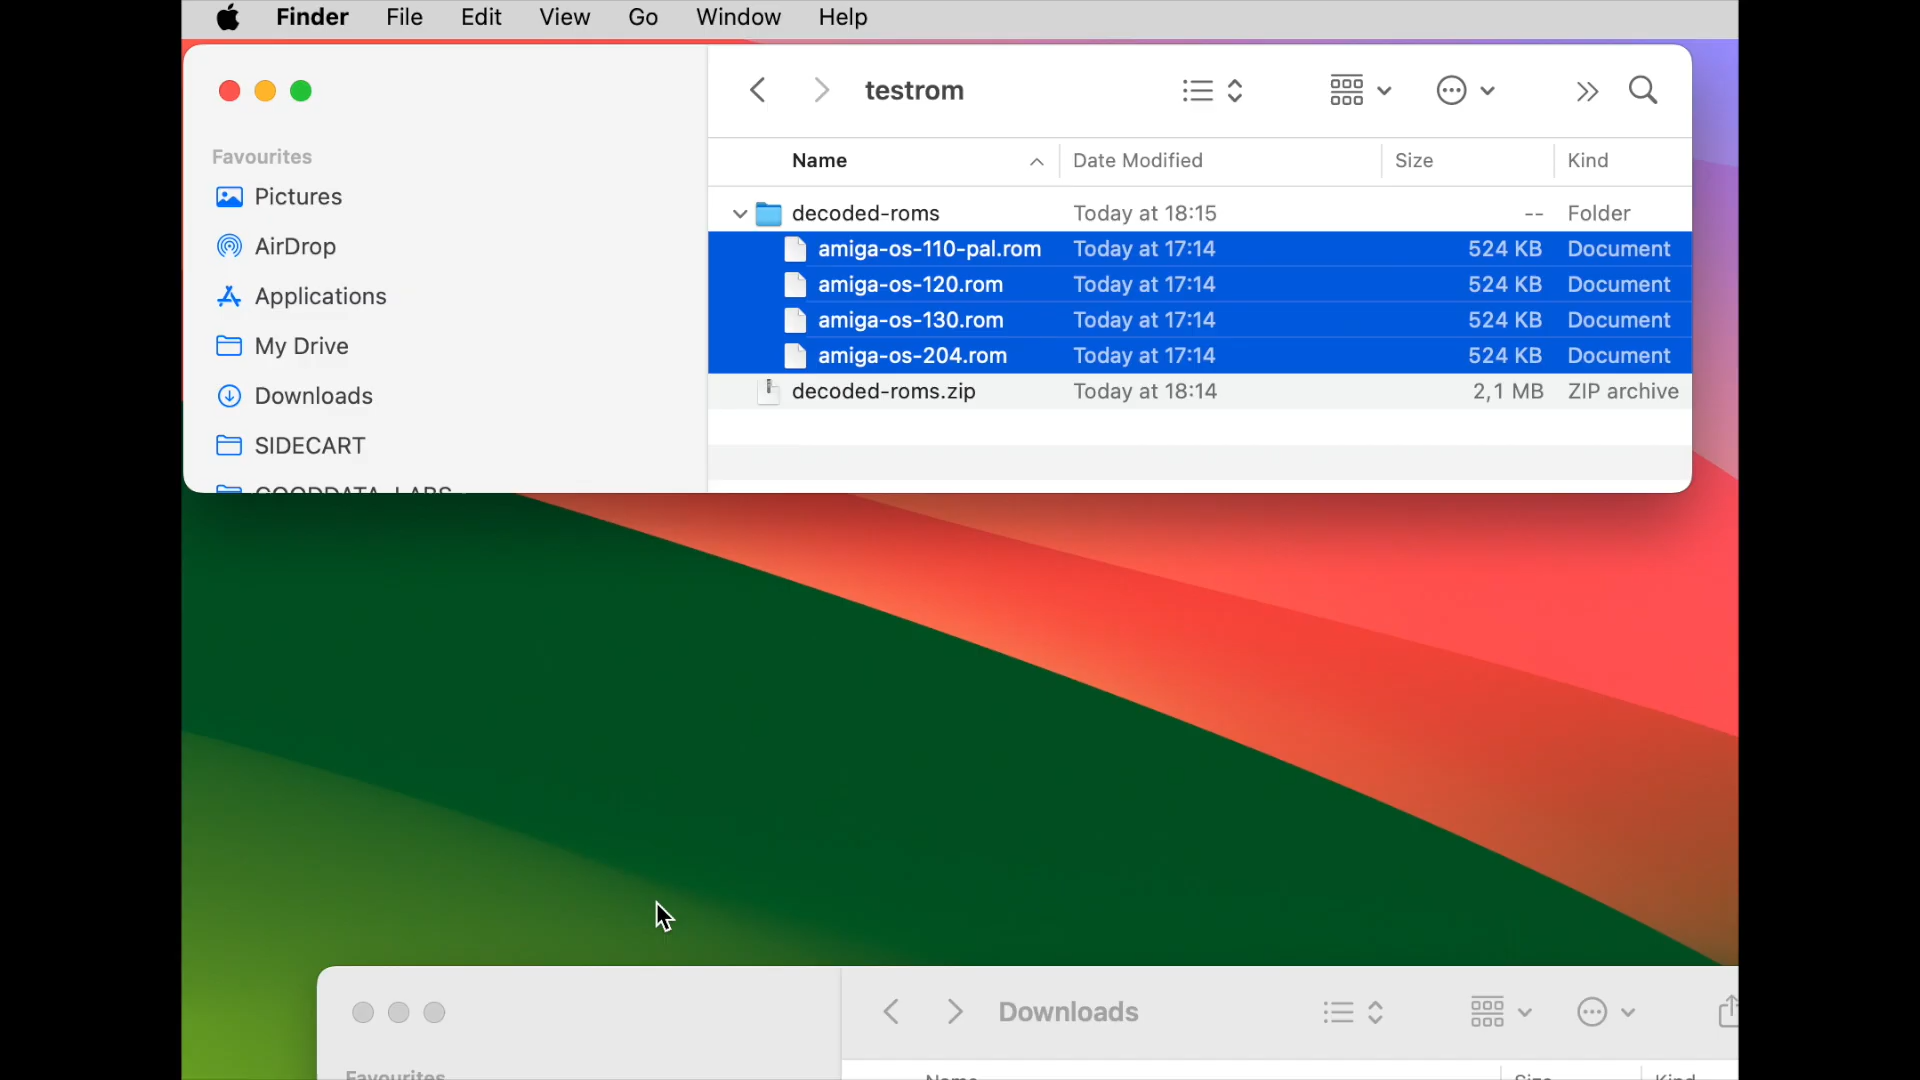 Finder File Edit View Go Window Help
testrom
Favourites
Pictures
AirDrop
Applications
My Drive
Downloads
SIDECART
GOODDATA_LABS
Name Date Modified Size Kind
decoded-roms Today at 18:15 -- Folder
amiga-os-110-pal.rom Today at 17:14 524 KB Document
amiga-os-120.rom Today at 17:14 524 KB Document
amiga-os-130.rom Today at 17:14 524 KB Document
amiga-os-204.rom Today at 17:14 524 KB Document
decoded-roms.zip Today at 18:14 2,1 MB ZIP archive
Downloads
Favourites
Name Size Kind